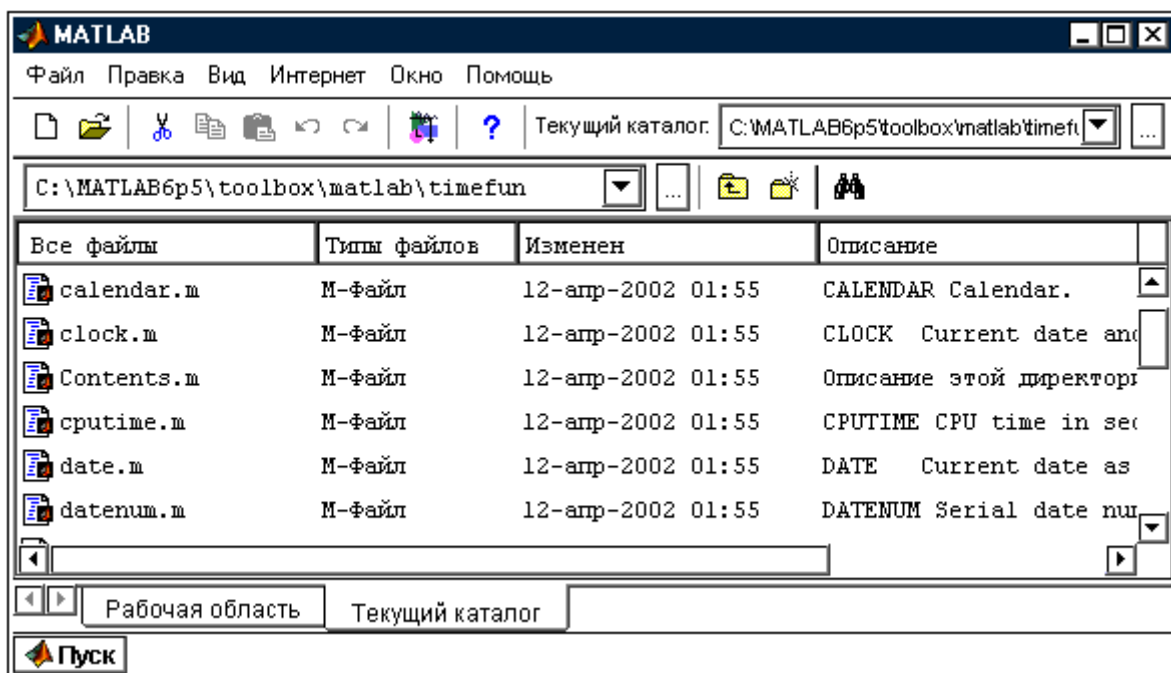 MATLAB
Файл Правка Вид Интернет Окно Помощь
Текущий каталог: C:\MATLAB6p5\toolbox\matlab\timefu
C:\MATLAB6p5\toolbox\matlab\timefun
Все файлы Типы файлов Изменен Описание
calendar.m М-Файл 12-апр-2002 01:55 CALENDAR Calendar.
clock.m М-Файл 12-апр-2002 01:55 CLOCK Current date and
Contents.m М-Файл 12-апр-2002 01:55 Описание этой директори
cputime.m М-Файл 12-апр-2002 01:55 CPUTIME CPU time in sec
date.m М-Файл 12-апр-2002 01:55 DATE Current date as
datenum.m М-Файл 12-апр-2002 01:55 DATENUM Serial date num
Рабочая область Текущий каталог
Пуск